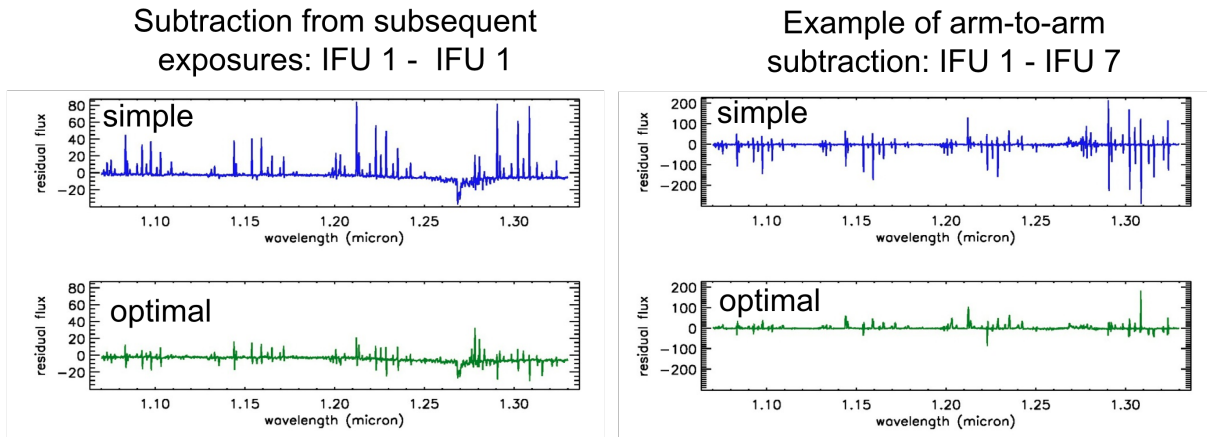 Subtraction from subsequent
exposures: IFU 1 - IFU 1
simple
residual flux
80
60
40
20
0
−20
1.10 1.15 1.20 1.25 1.30
wavelength (micron)
optimal
residual flux
80
60
40
20
0
−20
1.10 1.15 1.20 1.25 1.30
wavelength (micron)
Example of arm-to-arm
subtraction: IFU 1 - IFU 7
simple
residual flux
200
100
0
−100
−200
1.10 1.15 1.20 1.25 1.30
wavelength (micron)
optimal
residual flux
200
100
0
−100
−200
1.10 1.15 1.20 1.25 1.30
wavelength (micron)